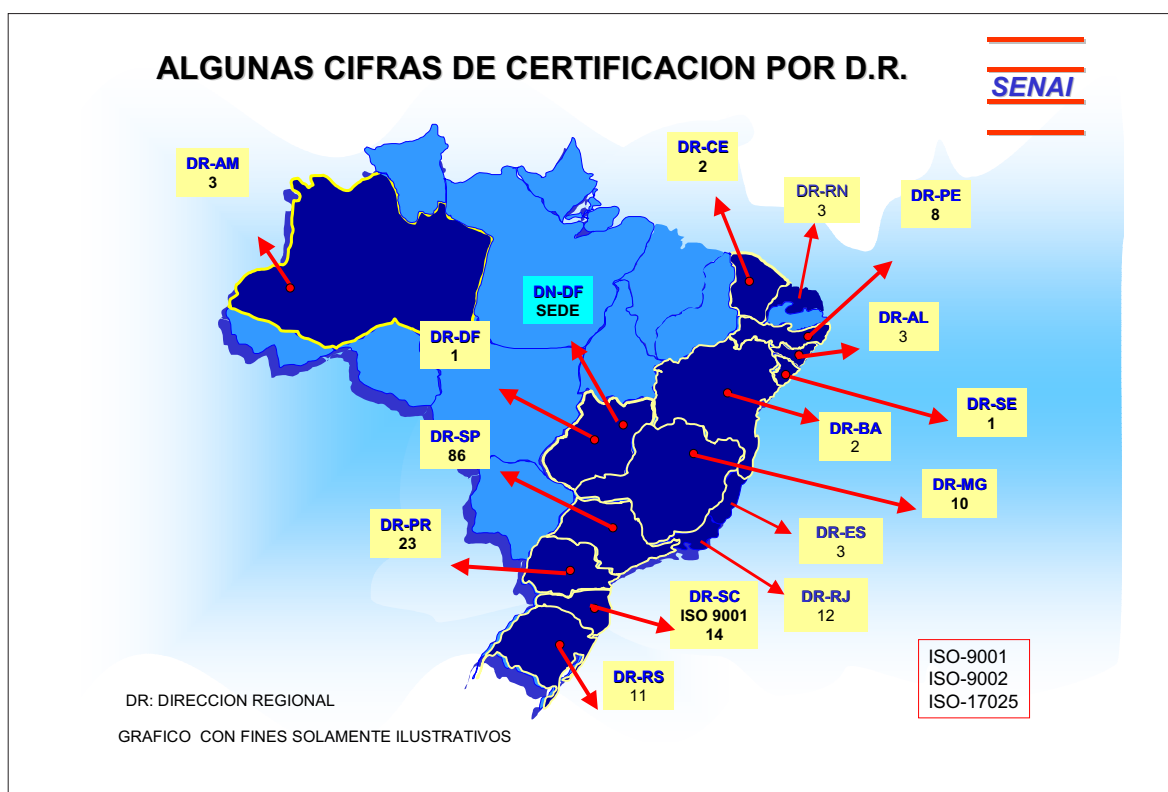 ALGUNAS CIFRAS DE CERTIFICACION POR D.R.
SENAI
DR-AM
3
DR-CE
2
DR-RN
3
DR-PE
8
DN-DF
SEDE
DR-DF
1
DR-AL
3
DR-SE
1
DR-BA
2
DR-SP
86
DR-MG
10
DR-PR
23
DR-ES
3
DR-SC
ISO 9001
14
DR-RJ
12
DR-RS
11
ISO-9001
ISO-9002
ISO-17025
DR: DIRECCION REGIONAL
GRAFICO CON FINES SOLAMENTE ILUSTRATIVOS